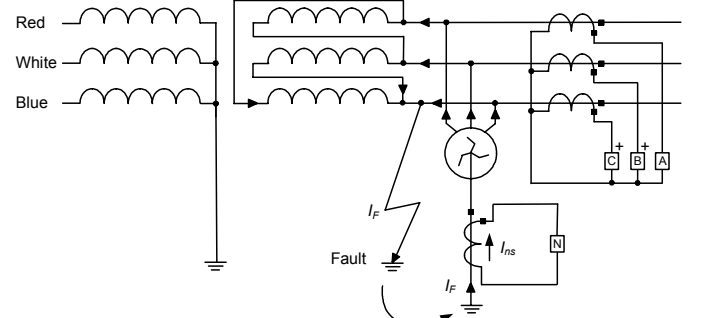 Red
White
Blue
+ +
C B A
I_F
I_ns
N
Fault
I_F